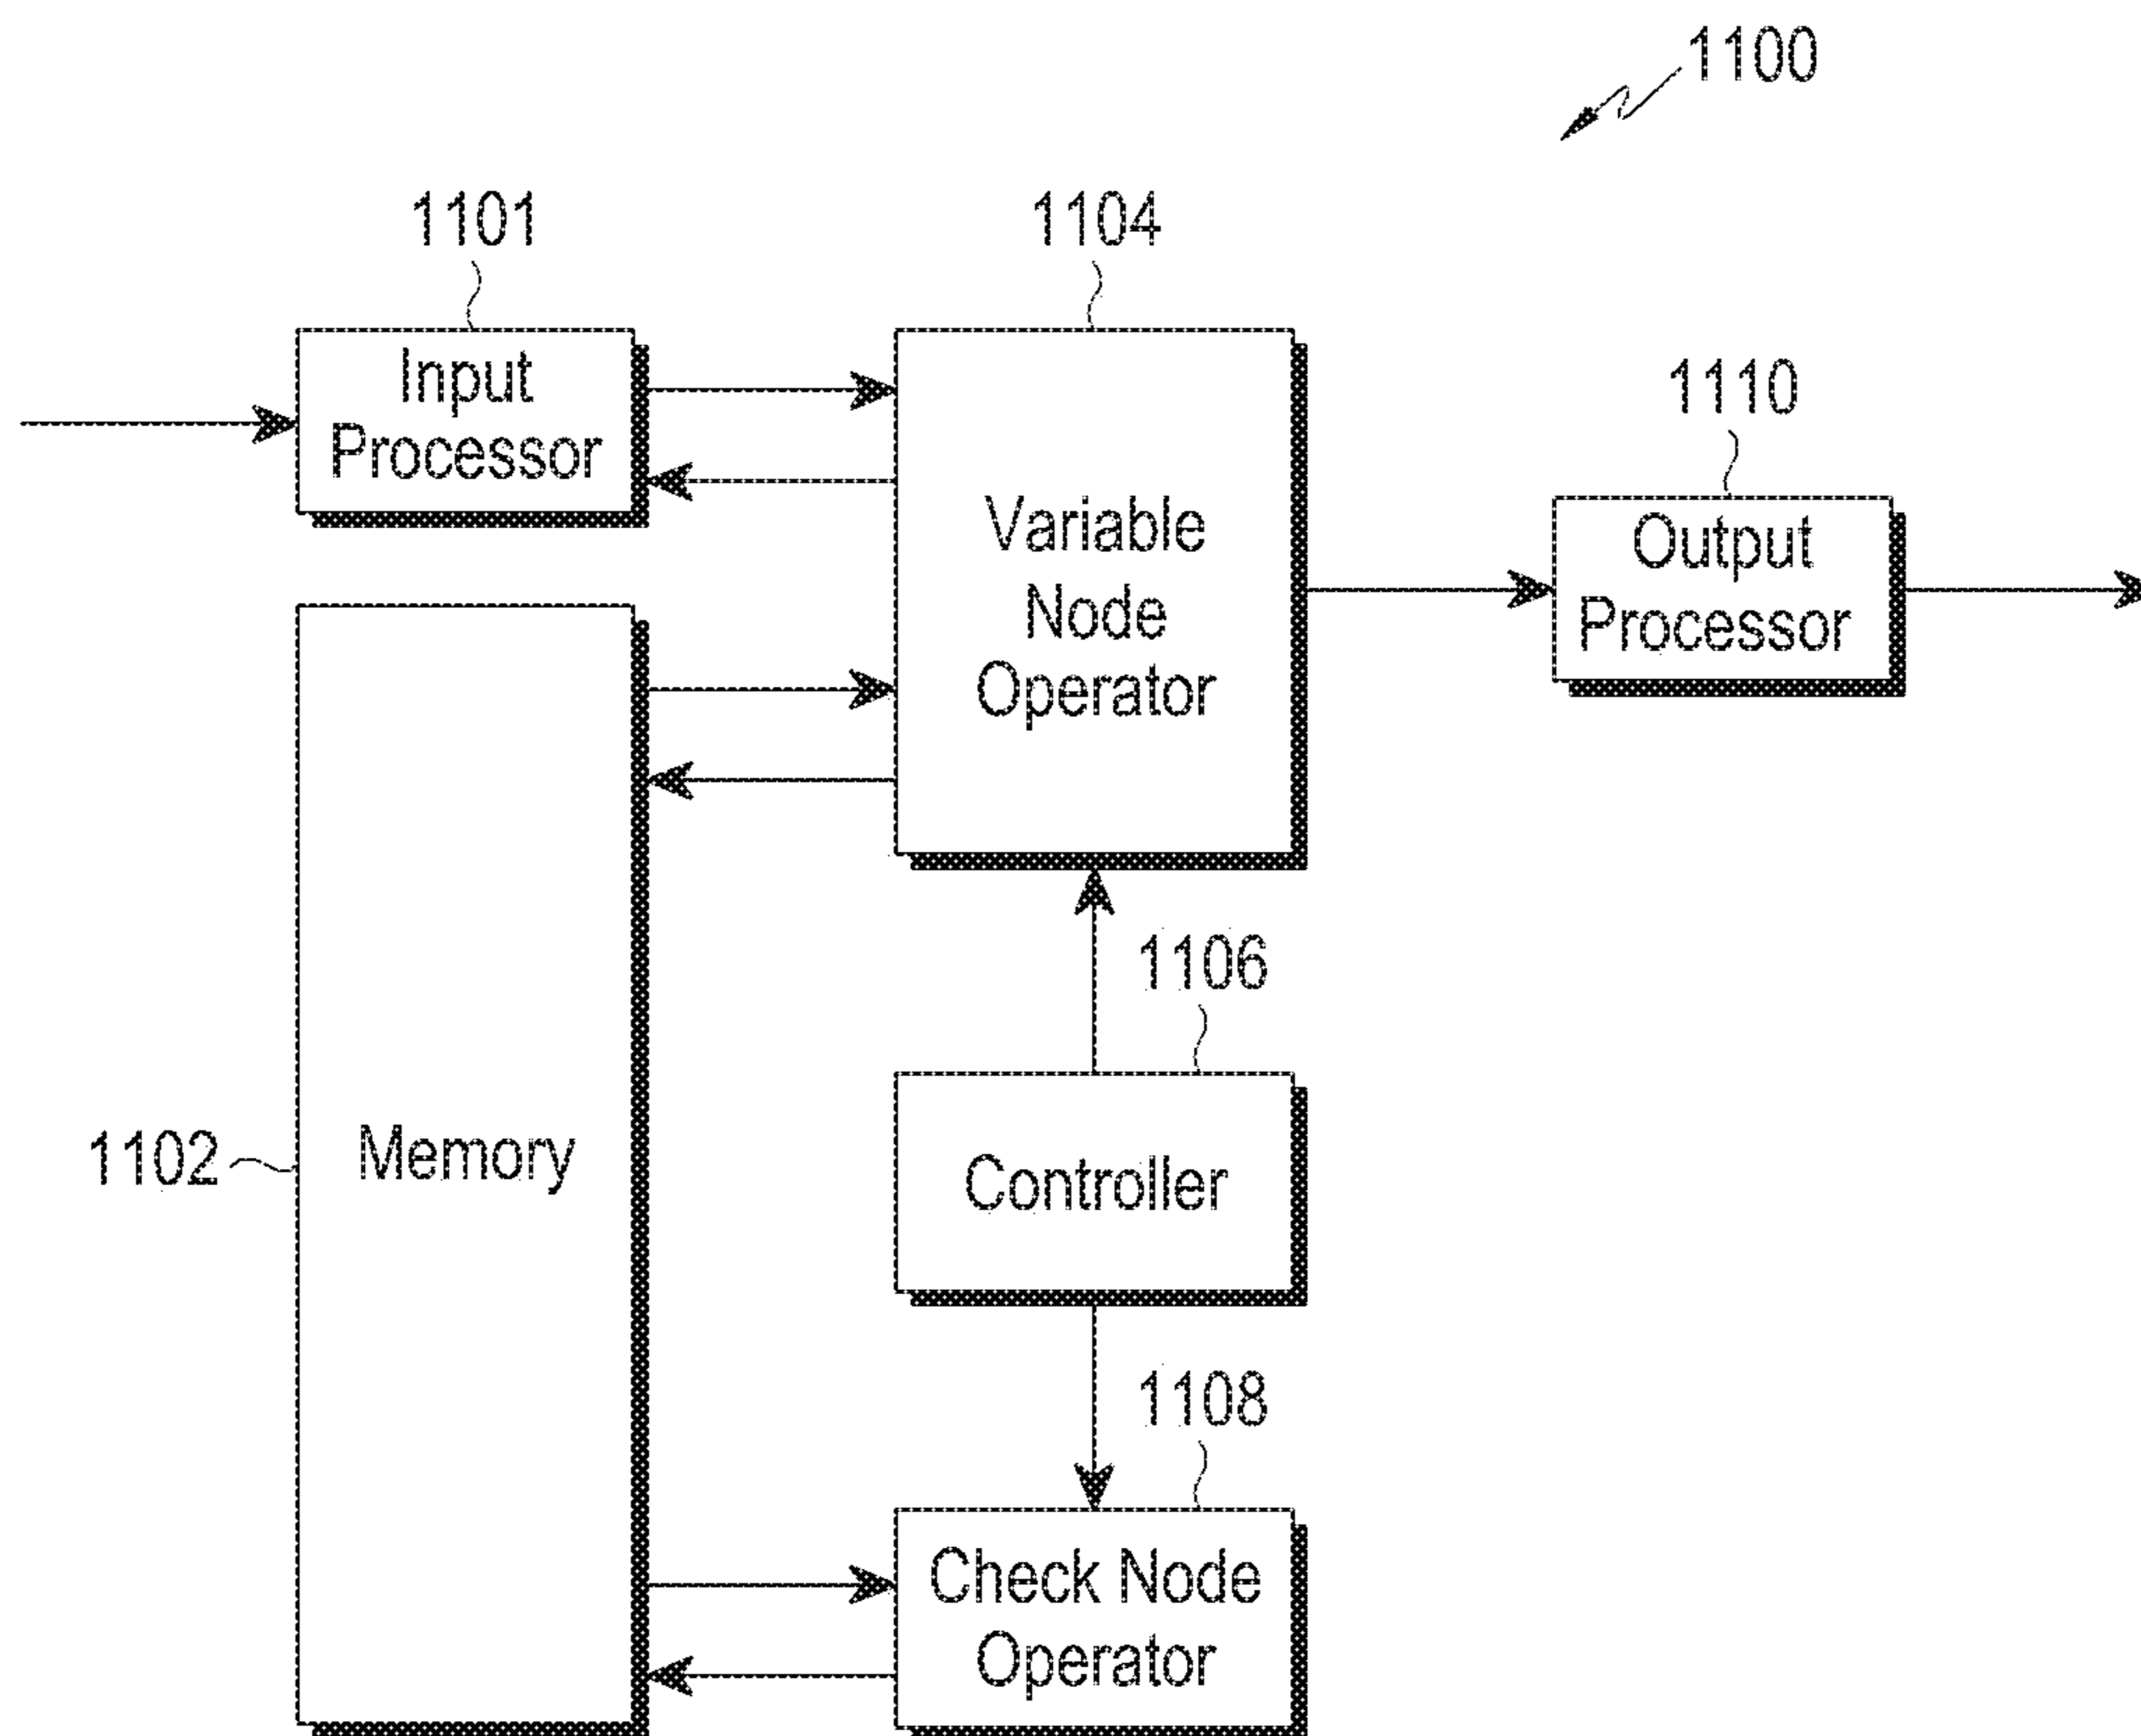 1100
1101
1104
Input
Processor
1110
Variable
Node
Operator
Output
Processor
1106
1102
Memory
Controller
1108
Check Node
Operator